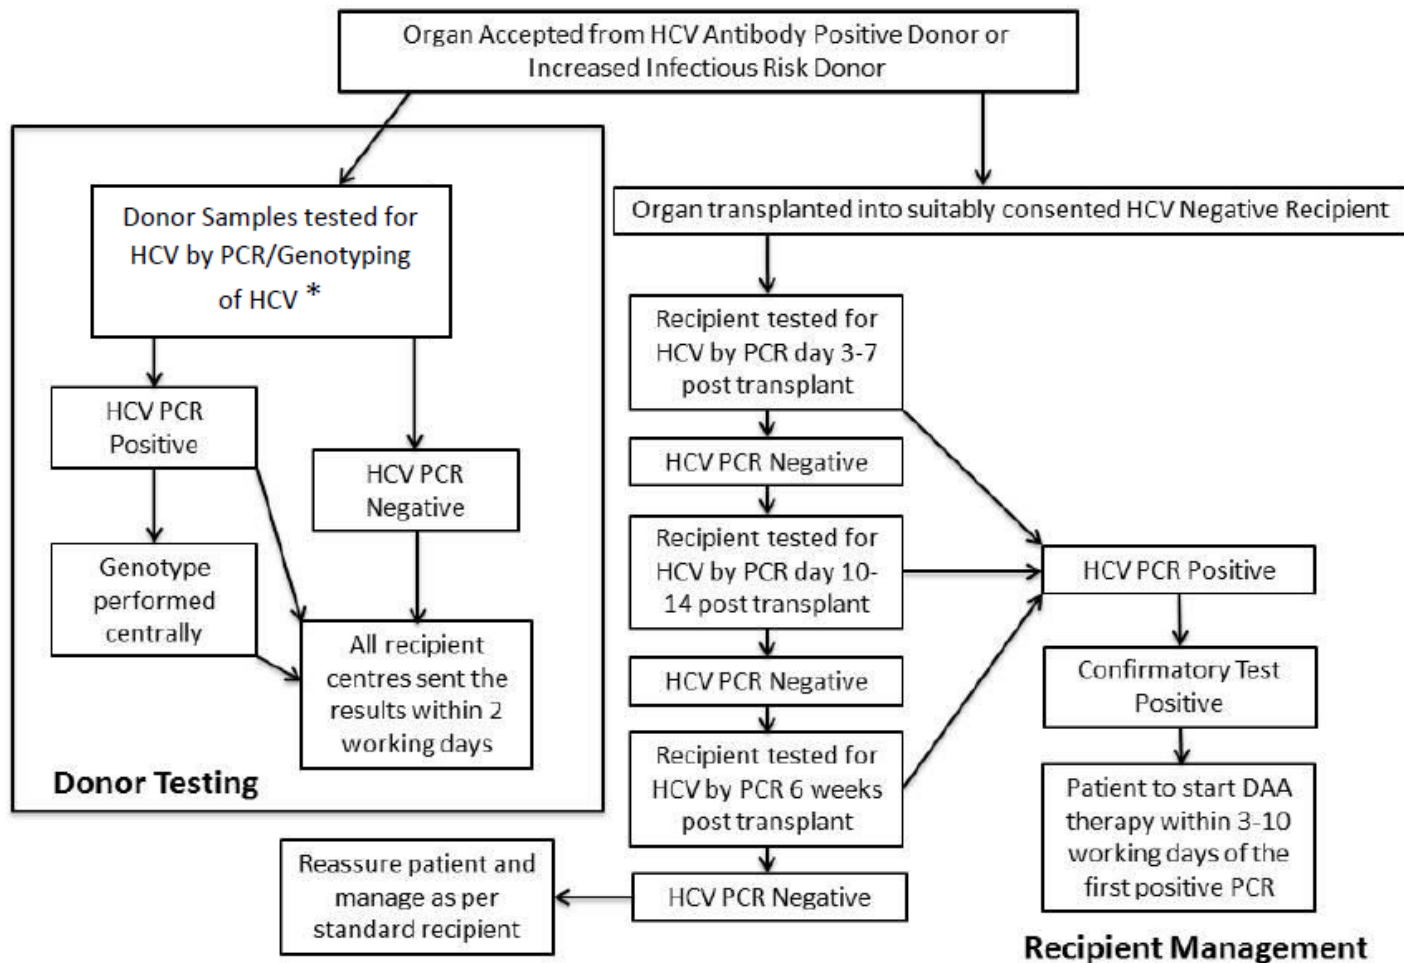 Organ Accepted from HCV Antibody Positive Donor or
Increased Infectious Risk Donor
Donor Samples tested for
HCV by PCR/Genotyping
of HCV *
HCV PCR
Positive
HCV PCR
Negative
Genotype
performed
centrally
All recipient
centres sent the
results within 2
working days
Donor Testing
Organ transplanted into suitably consented HCV Negative Recipient
Recipient tested for
HCV by PCR day 3-7
post transplant
HCV PCR Negative
Recipient tested for
HCV by PCR day 10-
14 post transplant
HCV PCR Negative
Recipient tested for
HCV by PCR 6 weeks
post transplant
HCV PCR Negative
Reassure patient and
manage as per
standard recipient
HCV PCR Positive
Confirmatory Test
Positive
Patient to start DAA
therapy within 3-10
working days of the
first positive PCR
Recipient Management